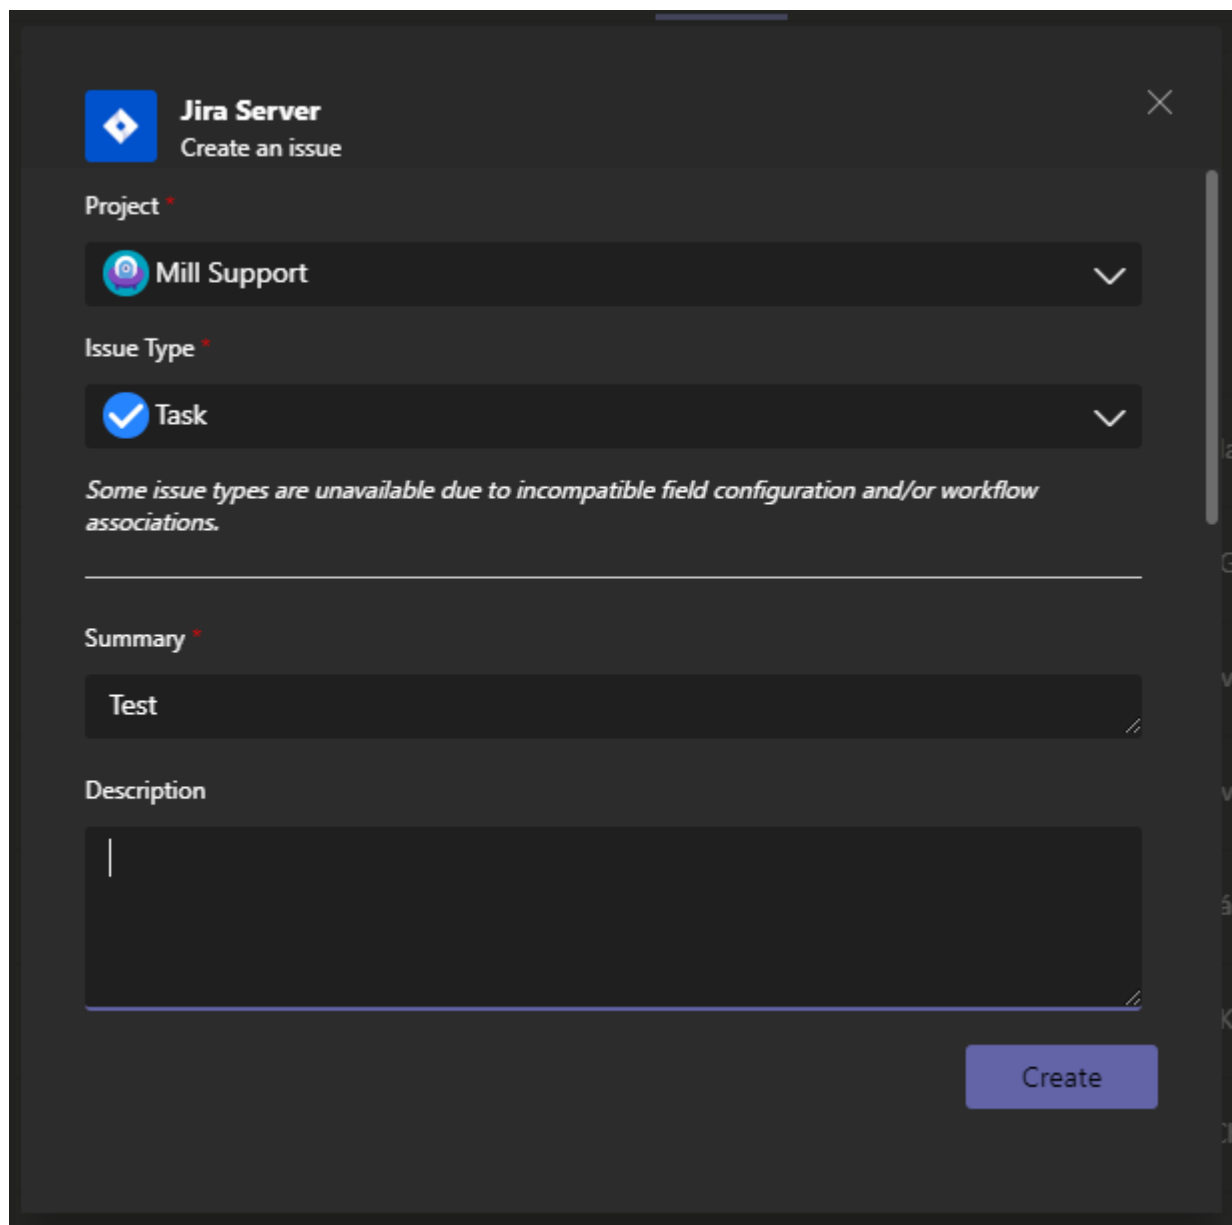 Jira Server
Create an issue
Project *
Mill Support
Issue Type *
Task
Some issue types are unavailable due to incompatible field configuration and/or workflow
associations.
Summary *
Test
Description
Create